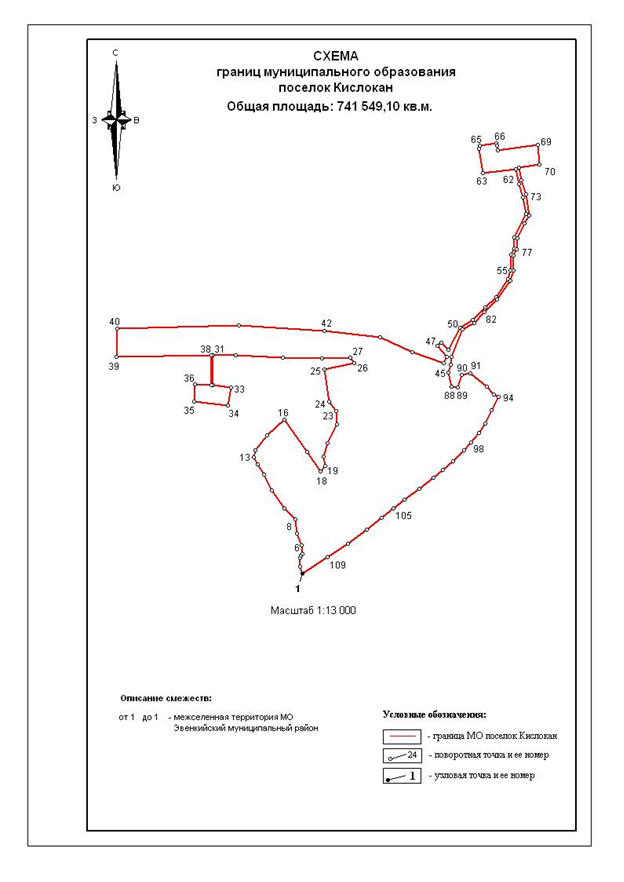 СХЕМА
границ муниципального образования
поселок Кислокан
Общая площадь: 741 549,10 кв.м.
С
З В
Ю
65 66 69
63 62 70
73
77
55
82
50
47
45
40 42
39 38 31 27
26
25
36 33
35 34
24
23
16
13
18 19
90 91
88 89
94
98
105
8
6
109
1
Масштаб 1:13 000
Описание смежеств:
от 1 до 1 - межселенная территория МО
Эвенкийский муниципальный район
Условные обозначения:
- граница МО поселок Кислокан
24 - поворотная точка и ее номер
1 - узловая точка и ее номер